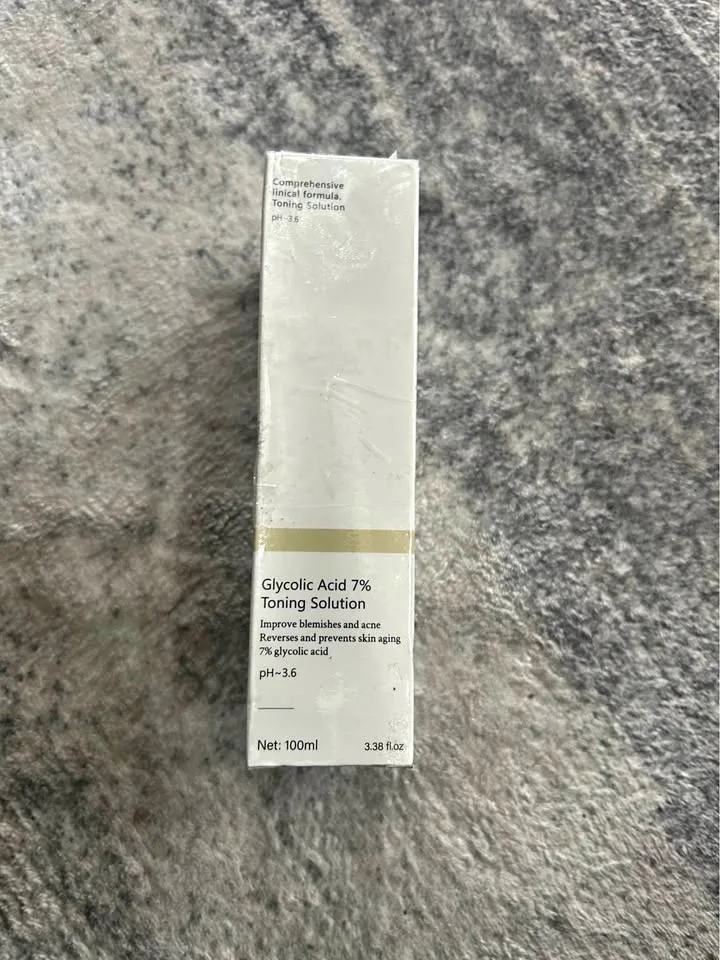 Comprehensive
linical formula,
Toning Solution
pH~3.6
Glycolic Acid 7%
Toning Solution
Improve blemishes and acne
Reverses and prevents skin aging
7% glycolic acid
pH~3.6
Net: 100ml 3.38 fl.oz